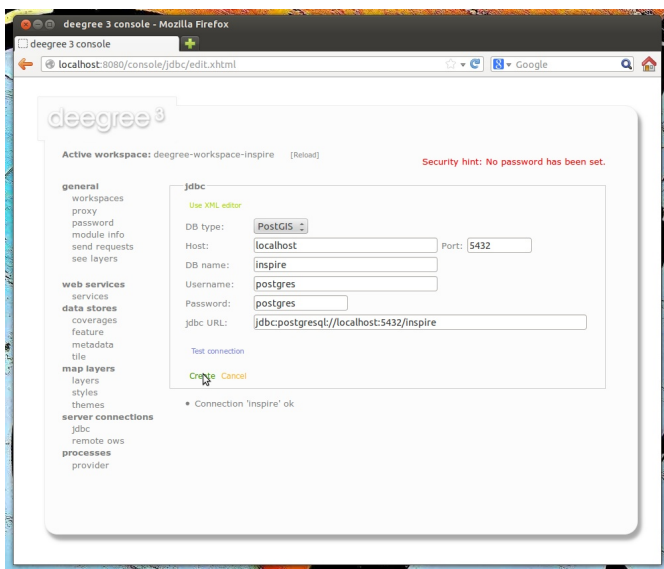 deegree 3 console - Mozilla Firefox
deegree 3 console
localhost:8080/console/jdbc/edit.xhtml
Google
deegree 3
Active workspace: deegree-workspace-inspire [Reload]
Security hint: No password has been set.
general
workspaces
proxy
password
module info
send requests
see layers
web services
services
data stores
coverages
feature
metadata
tile
map layers
layers
styles
themes
server connections
jdbc
remote ows
processes
provider
jdbc
Use XML editor
DB type: PostGIS
Host: localhost Port: 5432
DB name: inspire
Username: postgres
Password: postgres
jdbc URL: jdbc:postgresql://localhost:5432/inspire
Test connection
Create Cancel
• Connection 'inspire' ok